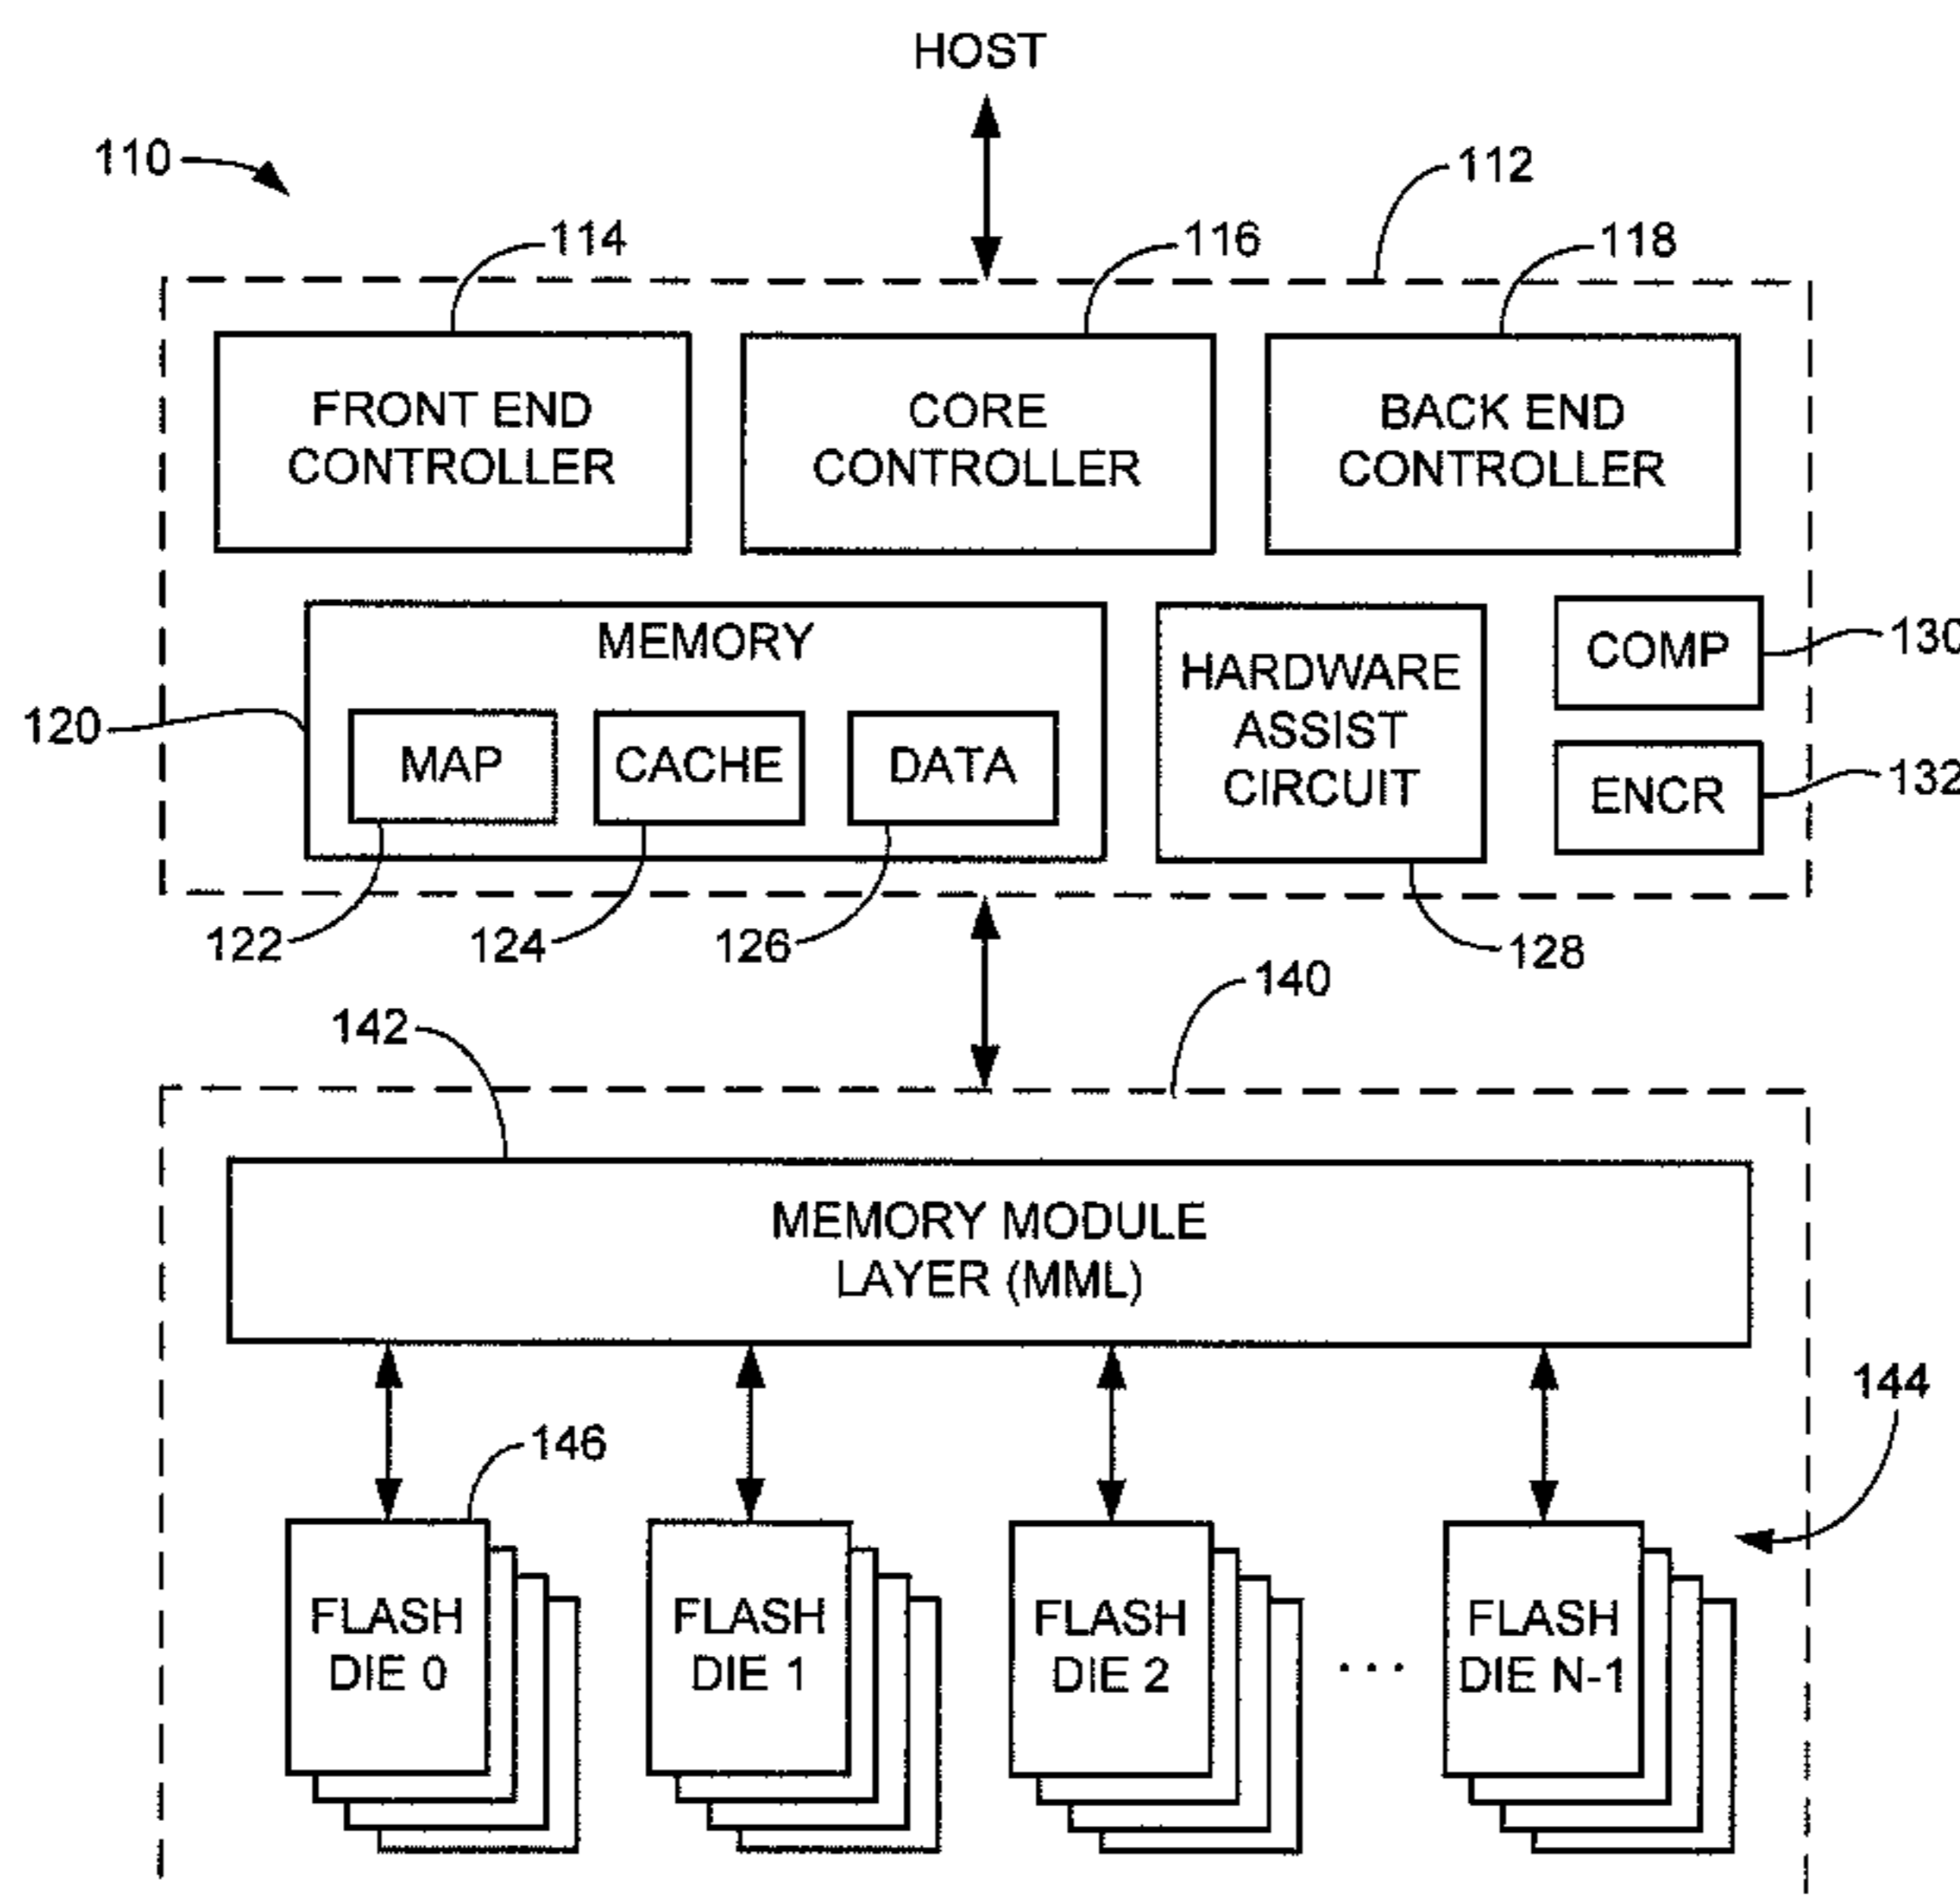 HOST
110
112
114
116
118
FRONT END
CONTROLLER
CORE
CONTROLLER
BACK END
CONTROLLER
MEMORY
HARDWARE
ASSIST
CIRCUIT
COMP
130
120
MAP
CACHE
DATA
ENCR
132
122
124
126
128
140
142
MEMORY MODULE
LAYER (MML)
144
146
FLASH
DIE 0
FLASH
DIE 1
FLASH
DIE 2
...
FLASH
DIE N-1